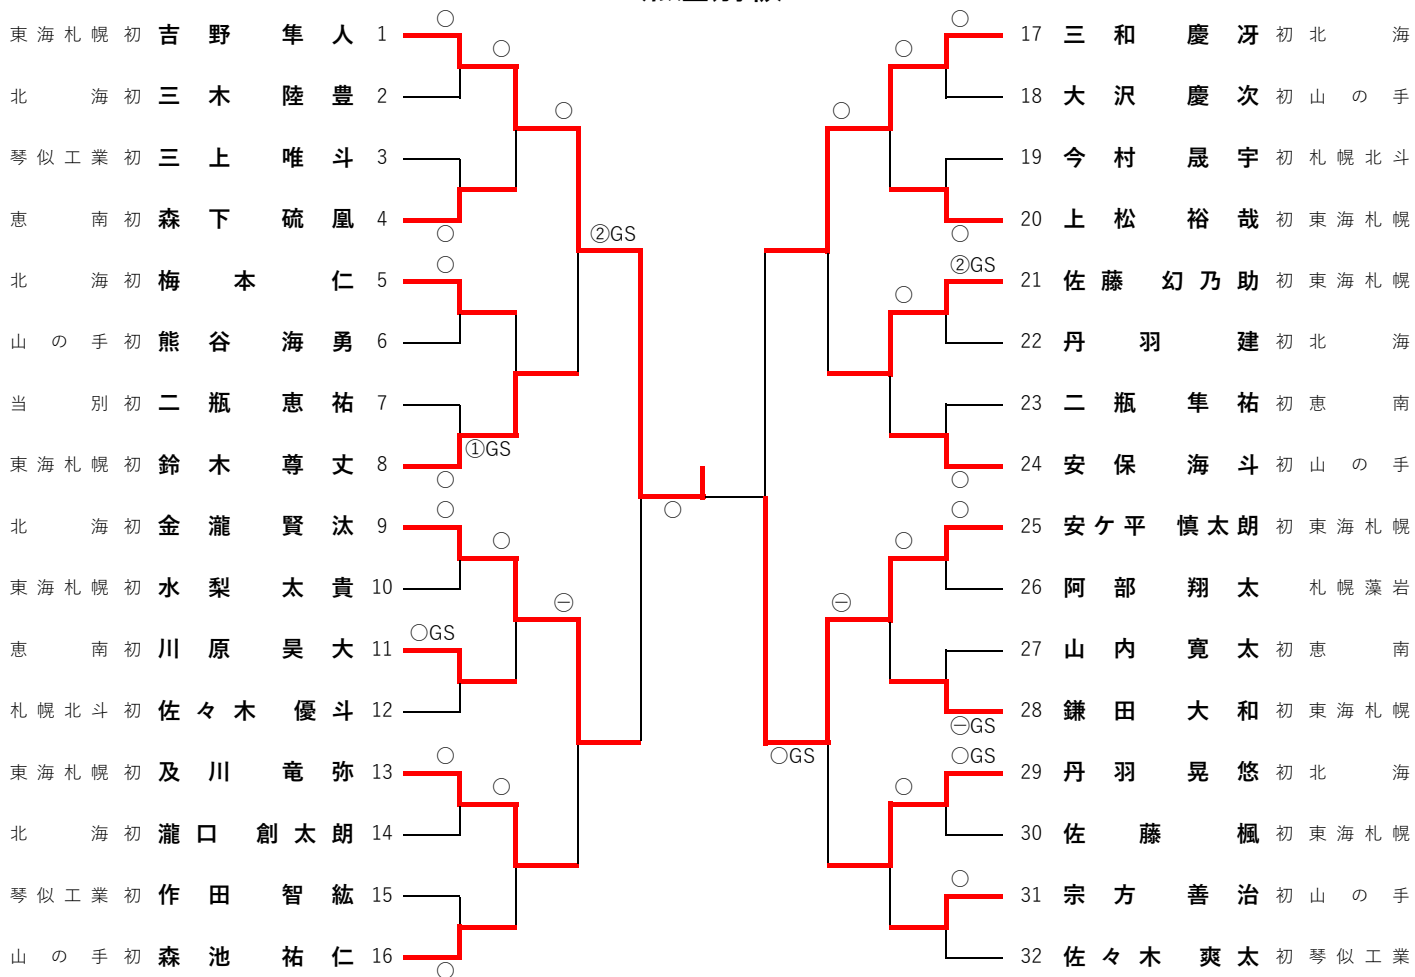 東海札幌 初 吉野 隼人 1
北海 初 三木 陸豊 2
琴似工業 初 三上 唯斗 3
恵南 初 森下 硫凰 4
北海 初 梅本 仁 5
山の手 初 熊谷 海勇 6
当別 初 二瓶 恵祐 7
東海札幌 初 鈴木 尊丈 8
北海 初 金瀧 賢汰 9
東海札幌 初 水梨 太貴 10
恵南 初 川原 昊大 11
札幌北斗 初 佐々木 優斗 12
東海札幌 初 及川 竜弥 13
北海 初 瀧口 創太朗 14
琴似工業 初 作田 智紘 15
山の手 初 森池 祐仁 16
○
○
○
○
○
②GS
①GS
○
○
○
㊀
○GS
○
○
○
○
17 三和 慶冴 初 北海
18 大沢 慶次 初 山の手
19 今村 晟宇 初 札幌北斗
20 上松 裕哉 初 東海札幌
21 佐藤 幻乃助 初 東海札幌
22 丹羽 建 初 北海
23 二瓶 隼祐 初 恵南
24 安保 海斗 初 山の手
25 安ケ平 慎太朗 初 東海札幌
26 阿部 翔太 札幌藻岩
27 山内 寛太 初 恵南
28 鎌田 大和 初 東海札幌
29 丹羽 晃悠 初 北海
30 佐藤 楓 初 東海札幌
31 宗方 善治 初 山の手
32 佐々木 爽太 初 琴似工業
○
○
○
○
②GS
○
○
○
○
㊀
㊀GS
○GS
○GS
○
○